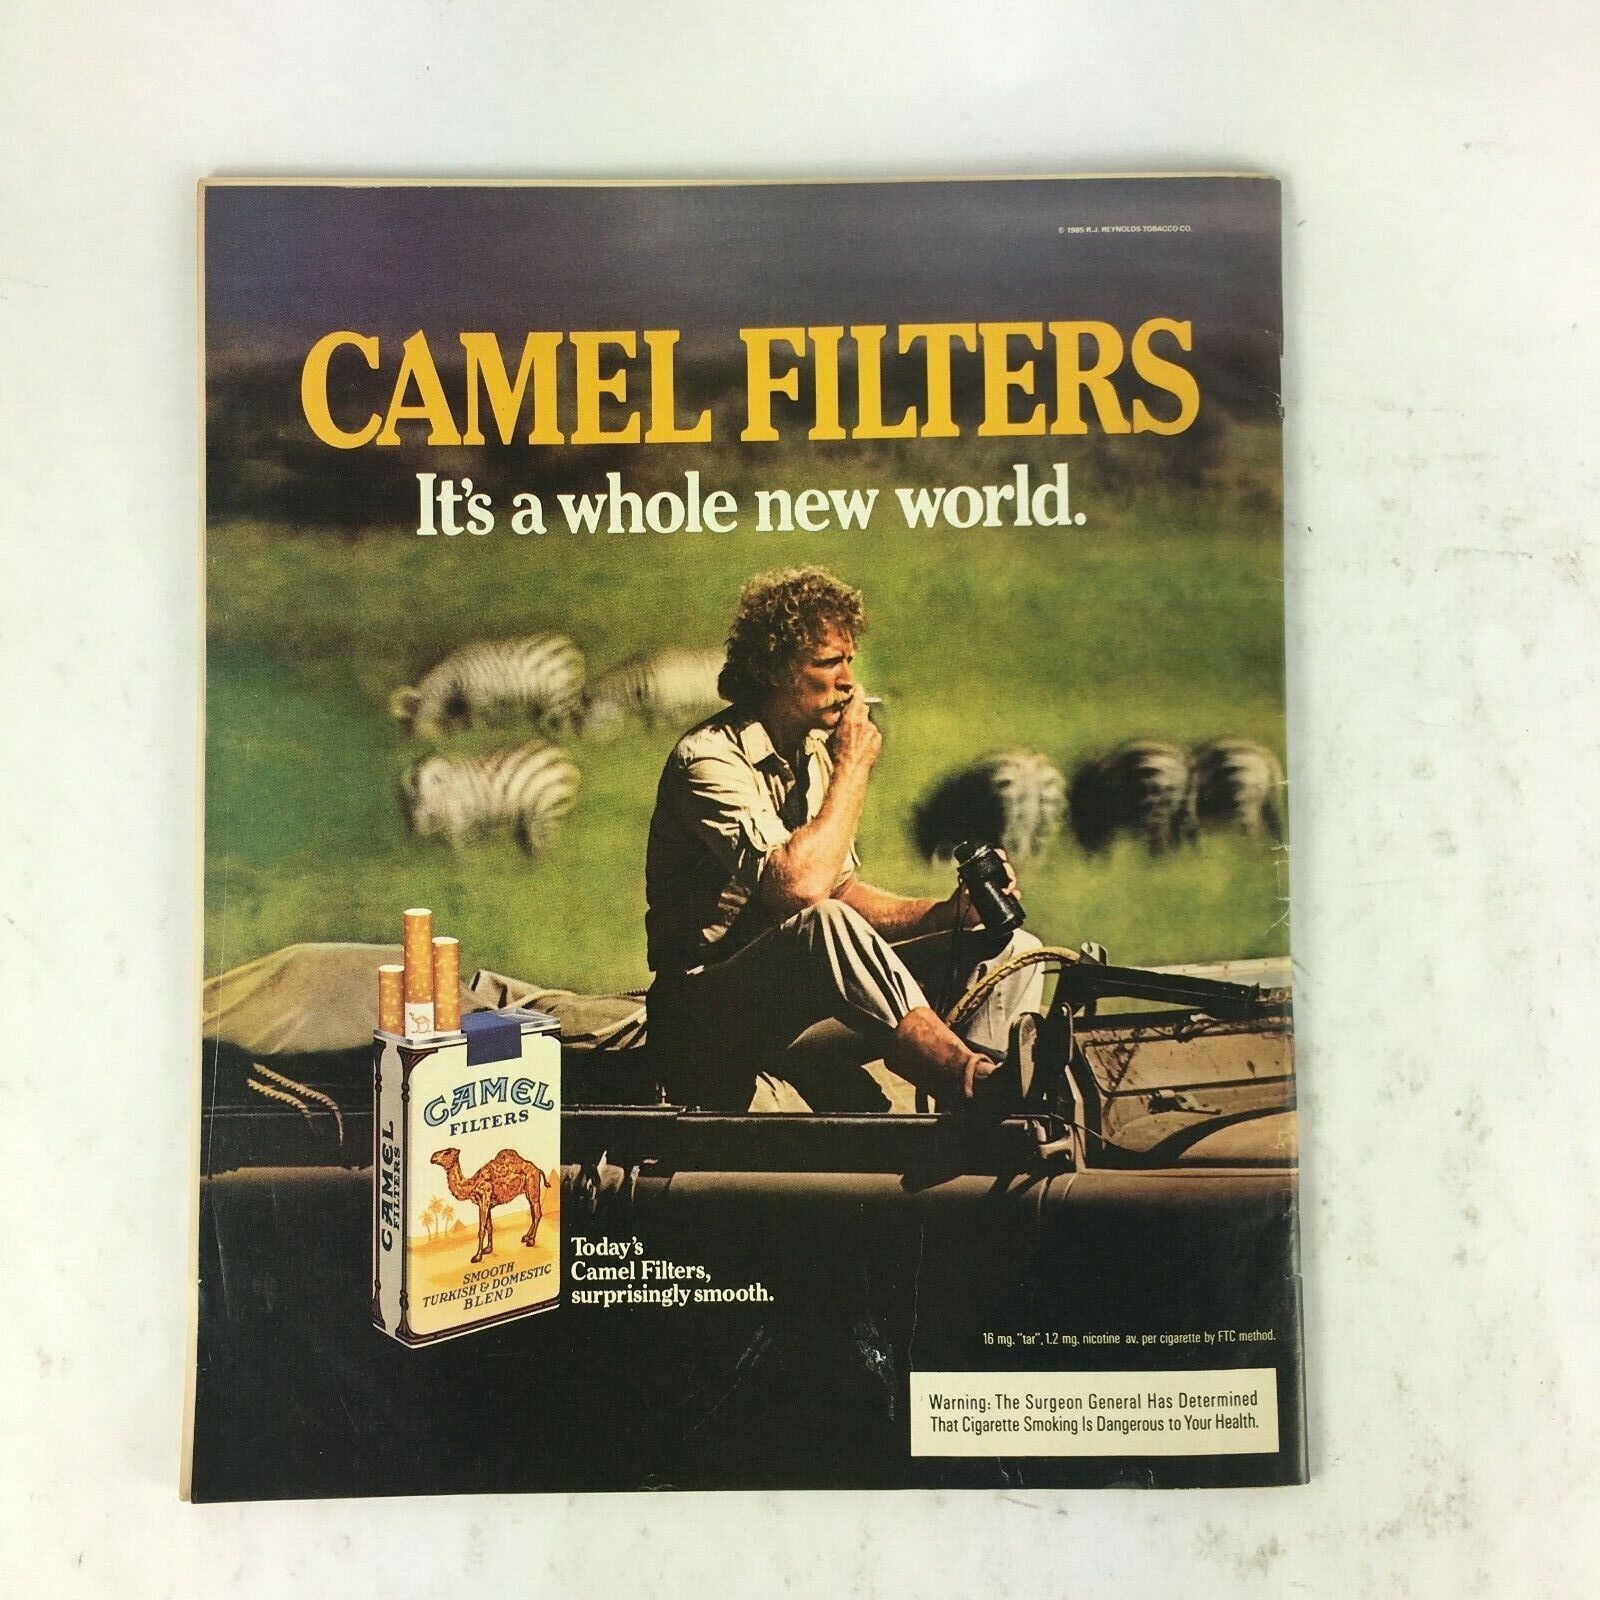 © 1985 R.J. REYNOLDS TOBACCO CO.
CAMEL FILTERS
It's a whole new world.
CAMEL
FILTERS
CAMEL
FILTERS
SMOOTH
TURKISH & DOMESTIC
BLEND
Today's
Camel Filters,
surprisingly smooth.
16 mg. "tar", 1.2 mg. nicotine av. per cigarette by FTC method.
Warning: The Surgeon General Has Determined
That Cigarette Smoking Is Dangerous to Your Health.